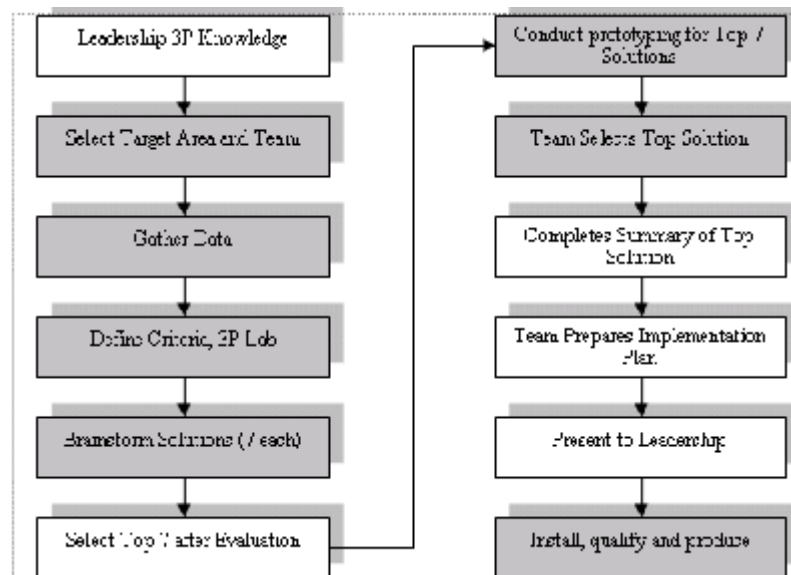 Leadership 3P Knowledge
Select Target Area and Team
Gather Data
Define Criteria, 3P Lab
Brainstorm Solutions (7 each)
Select Top 7 after Evaluation
Conduct prototyping for Top 7
Solutions
Team Selects Top Solution
Completes Summary of Top
Solution
Team Prepares Implementation
Plan
Present to Leadership
Install, qualify and produce